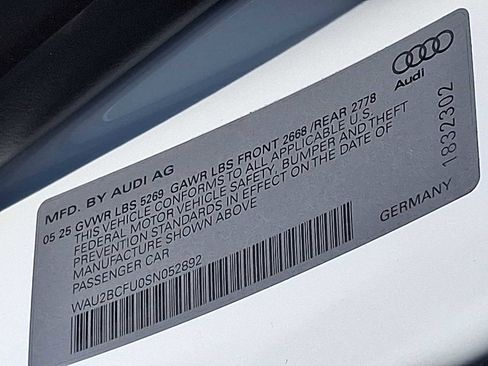 Audi
MFD. BY AUDI AG
05 25 GVWR LBS 5269 GAWR LBS FRONT 2668 /REAR 2778
THIS VEHICLE CONFORMS TO ALL APPLICABLE U.S.
FEDERAL MOTOR VEHICLE SAFETY, BUMPER AND THEFT
PREVENTION STANDARDS IN EFFECT ON THE DATE OF
MANUFACTURE SHOWN ABOVE
PASSENGER CAR
WAU2BCFU0SN052892
GERMANY
1832302